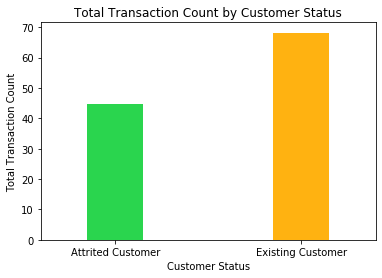 Total Transaction Count by Customer Status
Total Transaction Count
70
60
50
40
30
20
10
0
Attrited Customer
Existing Customer
Customer Status